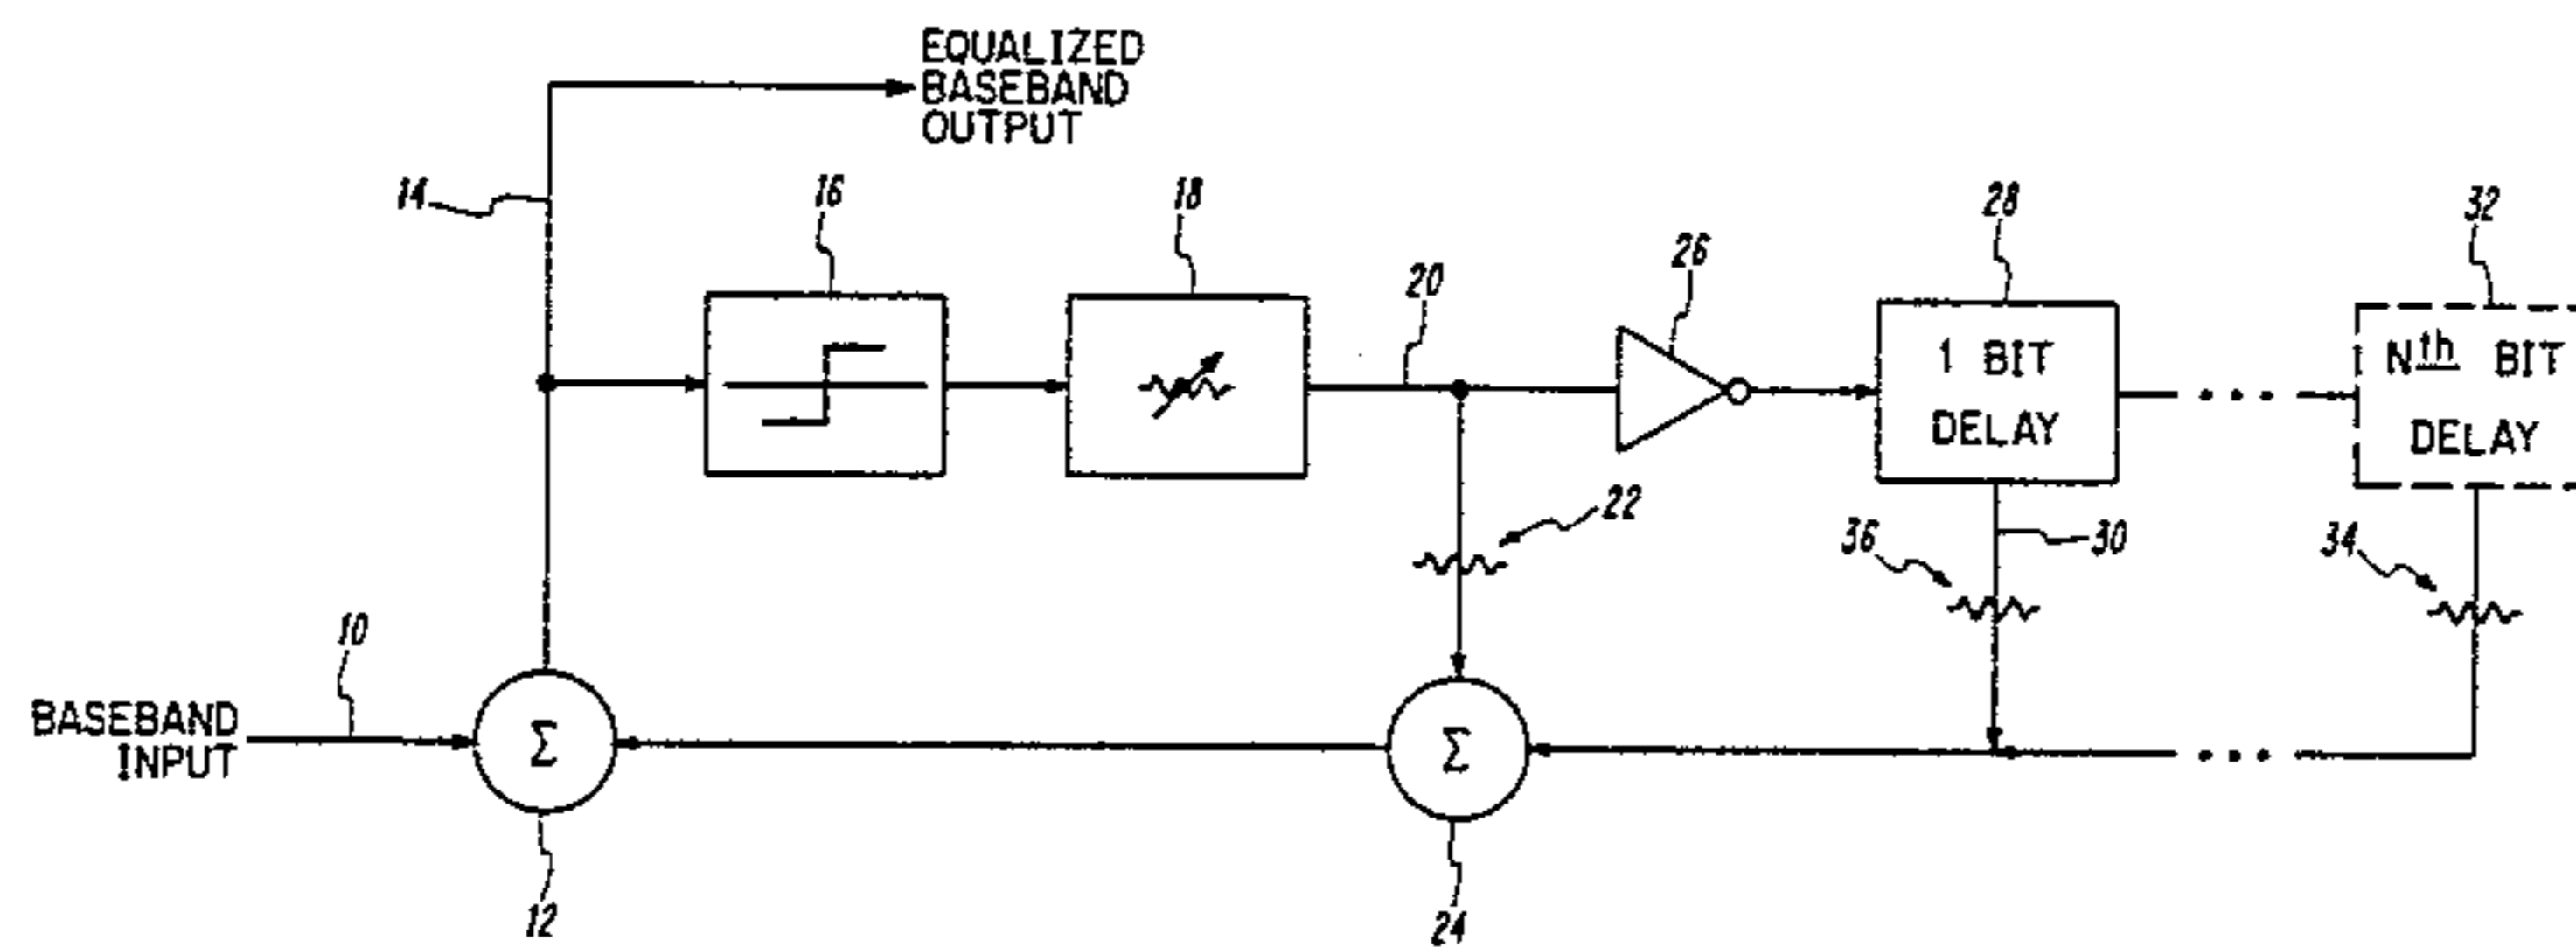 EQUALIZED
BASEBAND
OUTPUT
14
16
18
20
26
28
32
1 BIT
DELAY
Nth BIT
DELAY
22
36
30
34
10
BASEBAND
INPUT
Σ
Σ
12
24